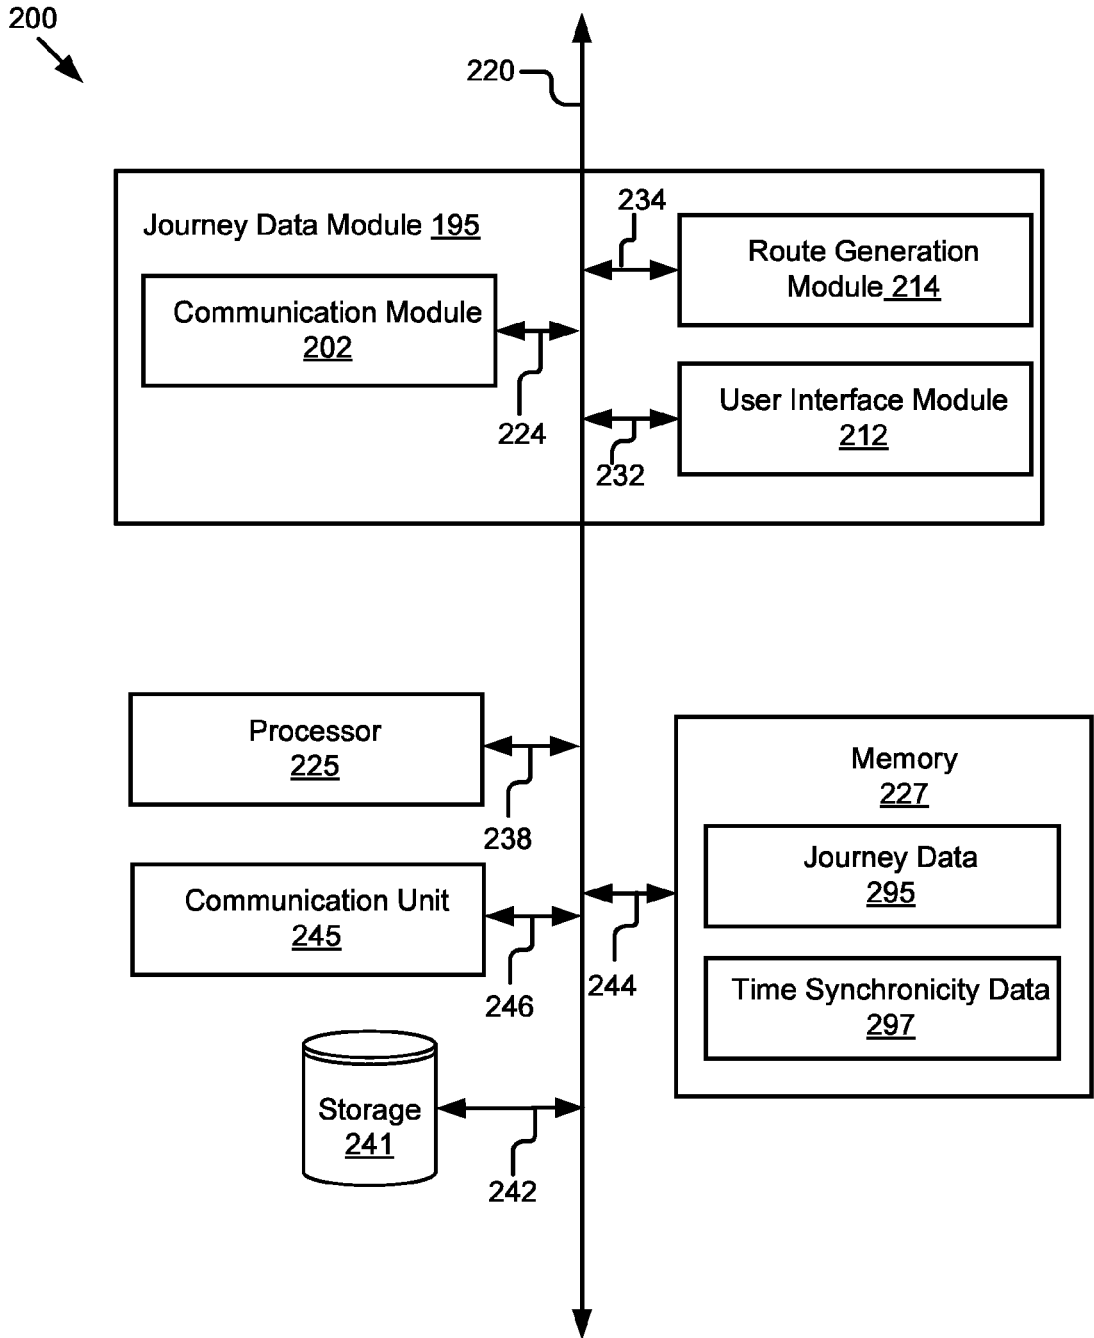 200
220
Journey Data Module 195
234
Route Generation
Module 214
Communication Module
202
224
User Interface Module
212
232
Processor
225
238
Memory
227
Journey Data
295
Communication Unit
245
246
244
Time Synchronicity Data
297
Storage
241
242